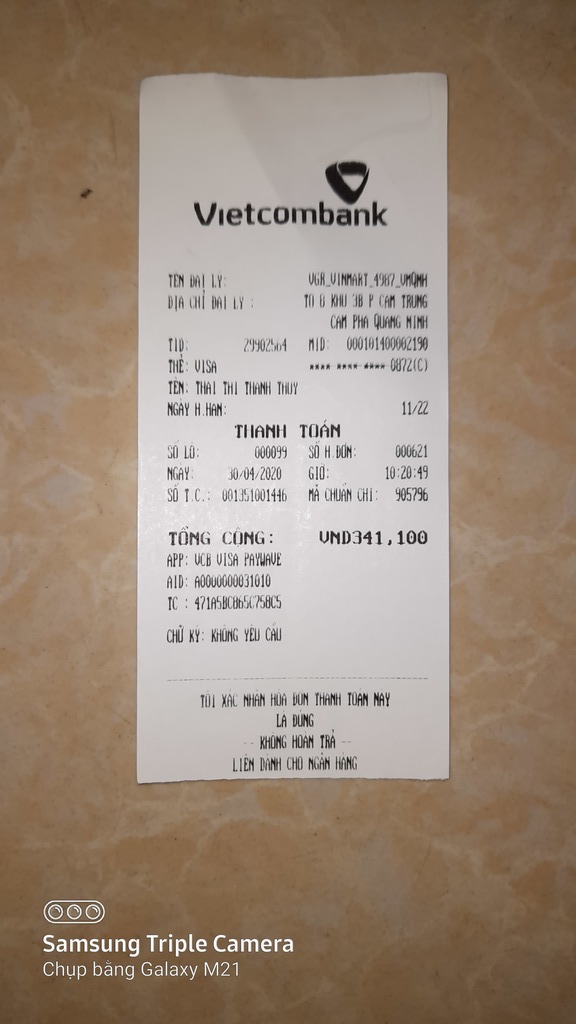 Vietcombank
TÊN ĐẠI LÝ: VGR_VINMART_4987_VMQNH
ĐỊA CHỈ ĐẠI LÝ : TO 8 KHU 3B P CAM TRUNG
CAM PHA QUANG NINH
TID: 29902564 MID: 000101400002190
THẺ: VISA **** **** **** 0872(C)
TÊN: THAI THI THANH THUY
NGÀY H.HẠN: 11/22
THANH TOÁN
SỐ LÔ: 000099 SỐ H.ĐƠN: 000621
NGÀY: 30/04/2020 GIỜ: 10:20:49
SỐ T.C.: 001351001446 MÃ CHUẨN CHI: 905796
TỔNG CỘNG: VND341,100
APP: VCB VISA PAYWAVE
AID: A0000000031010
TC : 471A5BCB65C758C5
CHỮ KÝ: KHÔNG YÊU CẦU
TÔI XÁC NHẬN HÓA ĐƠN THANH TOÁN NÀY
LÀ ĐÚNG
-- KHÔNG HOÀN TRẢ --
LIÊN DÀNH CHO NGÂN HÀNG
Samsung Triple Camera
Chụp bằng Galaxy M21